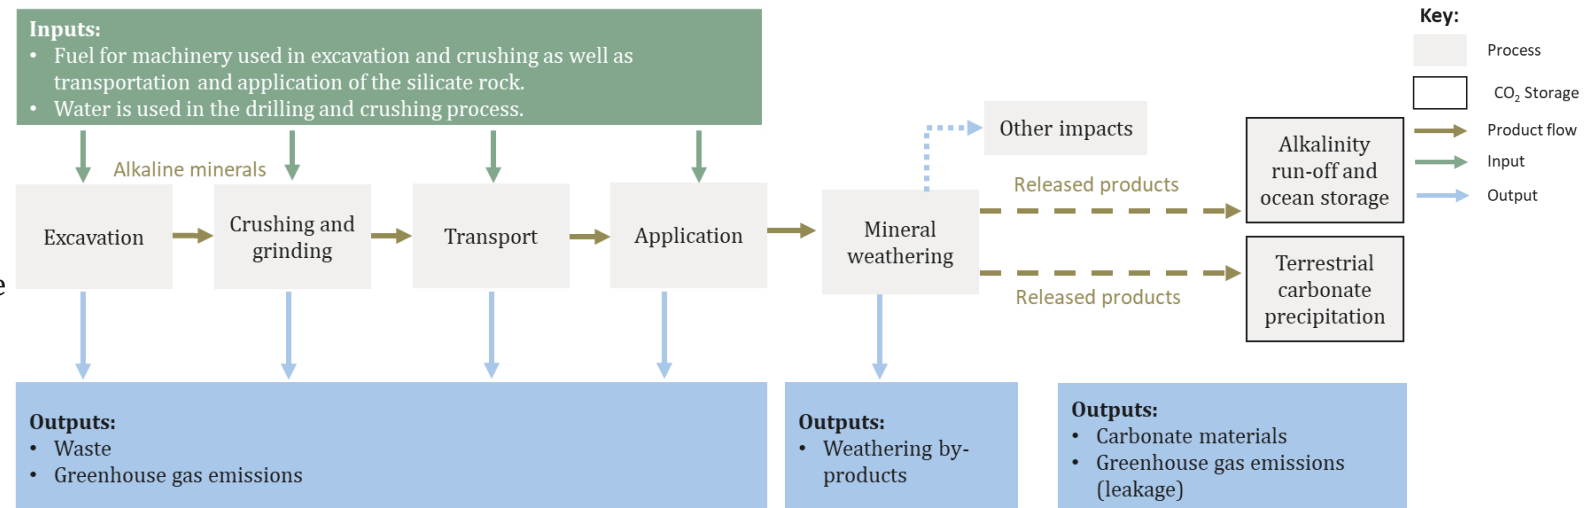 Inputs:
• Fuel for machinery used in excavation and crushing as well as
transportation and application of the silicate rock.
• Water is used in the drilling and crushing process.
Key:
Process
CO₂ Storage
Product flow
Input
Output
Alkaline minerals
Excavation
Crushing and
grinding
Transport
Application
Mineral
weathering
Other impacts
Released products
Released products
Alkalinity
run-off and
ocean storage
Terrestrial
carbonate
precipitation
e
Outputs:
• Waste
• Greenhouse gas emissions
Outputs:
• Weathering by-
products
Outputs:
• Carbonate materials
• Greenhouse gas emissions
(leakage)